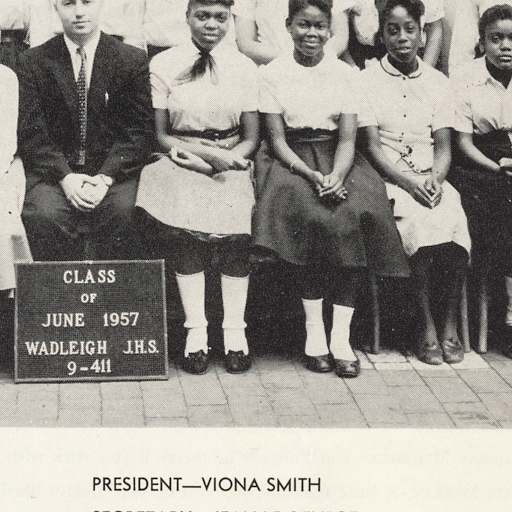 CLASS
OF
JUNE 1957
WADLEIGH J.H.S.
9-411
PRESIDENT—VIONA SMITH